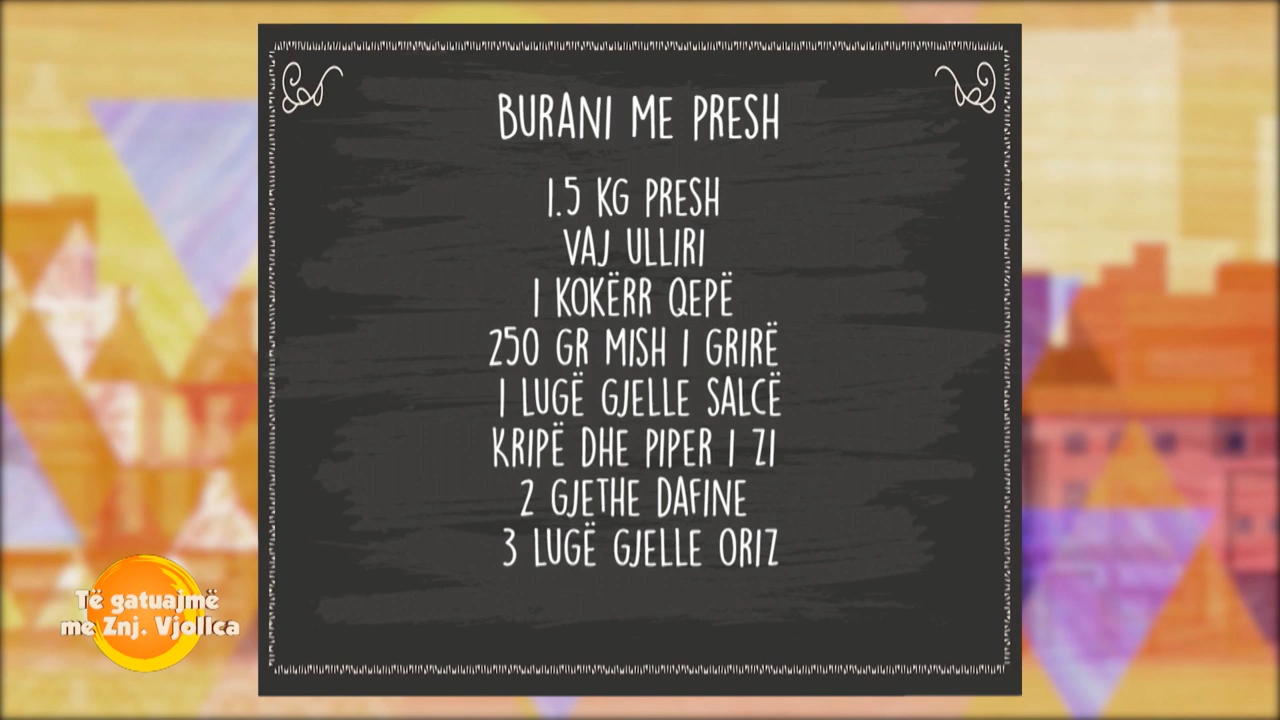 BURANI ME PRESH
1.5 KG PRESH
VAJ ULLIRI
1 KOKËRR QEPË
250 GR MISH I GRIRË
1 LUGË GJELLE SALCË
KRIPË DHE PIPER I ZI
2 GJETHE DAFINE
3 LUGË GJELLE ORIZ
Të gatuajmë
me Znj. Vjollca